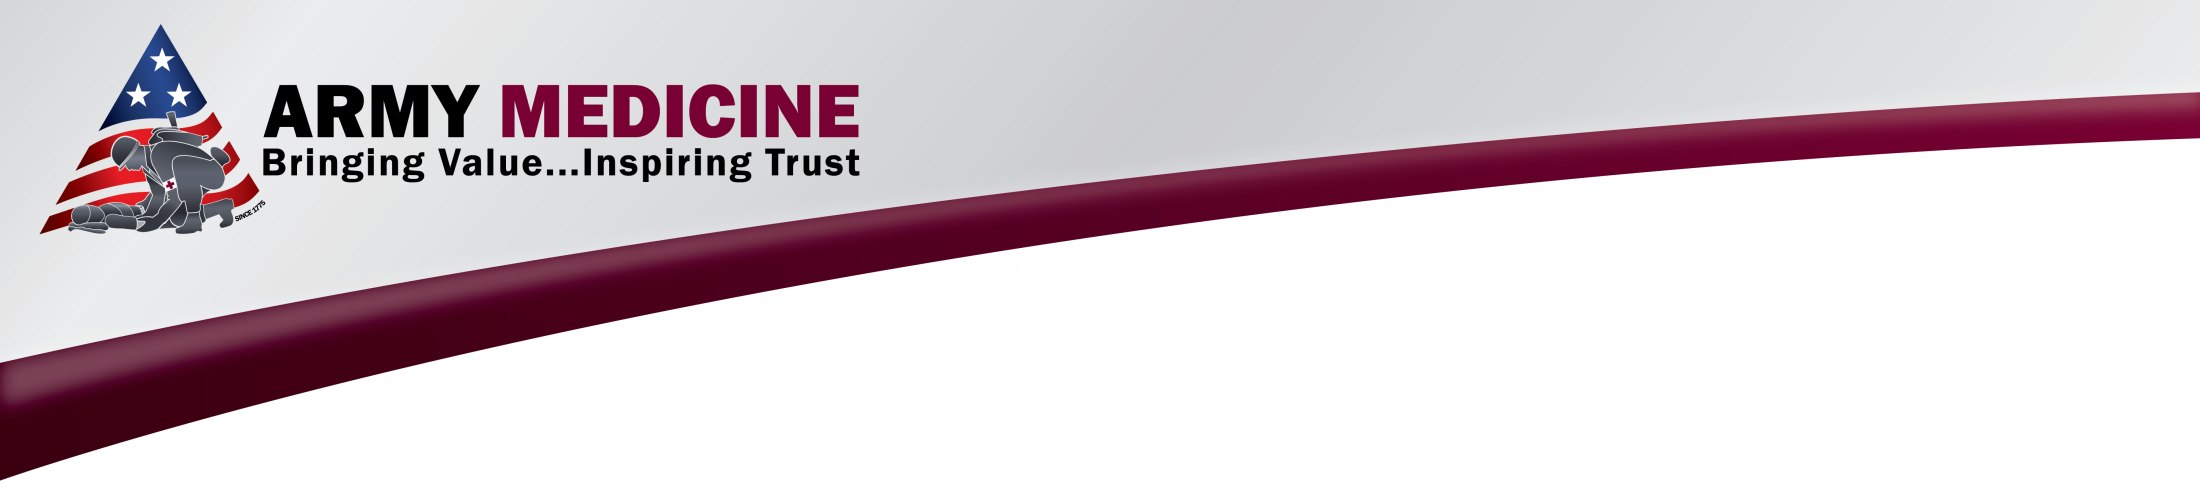 ARMY MEDICINE
Bringing Value...Inspiring Trust
SINCE 1775